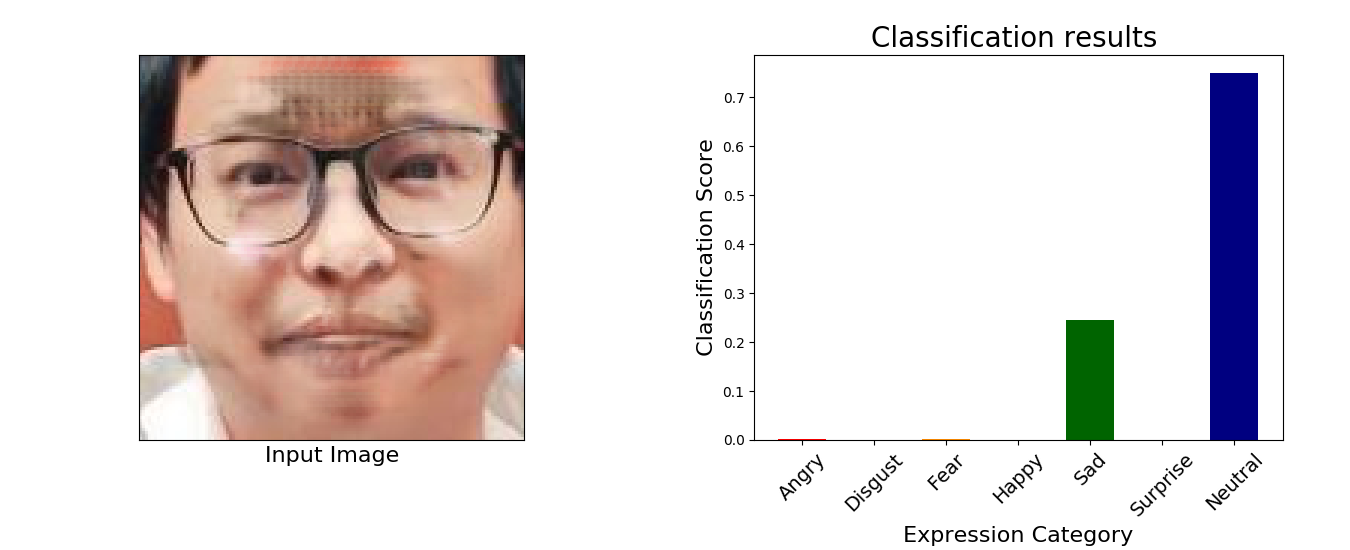 Classification results
Classification Score
0.7
0.6
0.5
0.4
0.3
0.2
0.1
0.0
Angry
Disgust
Fear
Happy
Sad
Surprise
Neutral
Expression Category
Input Image